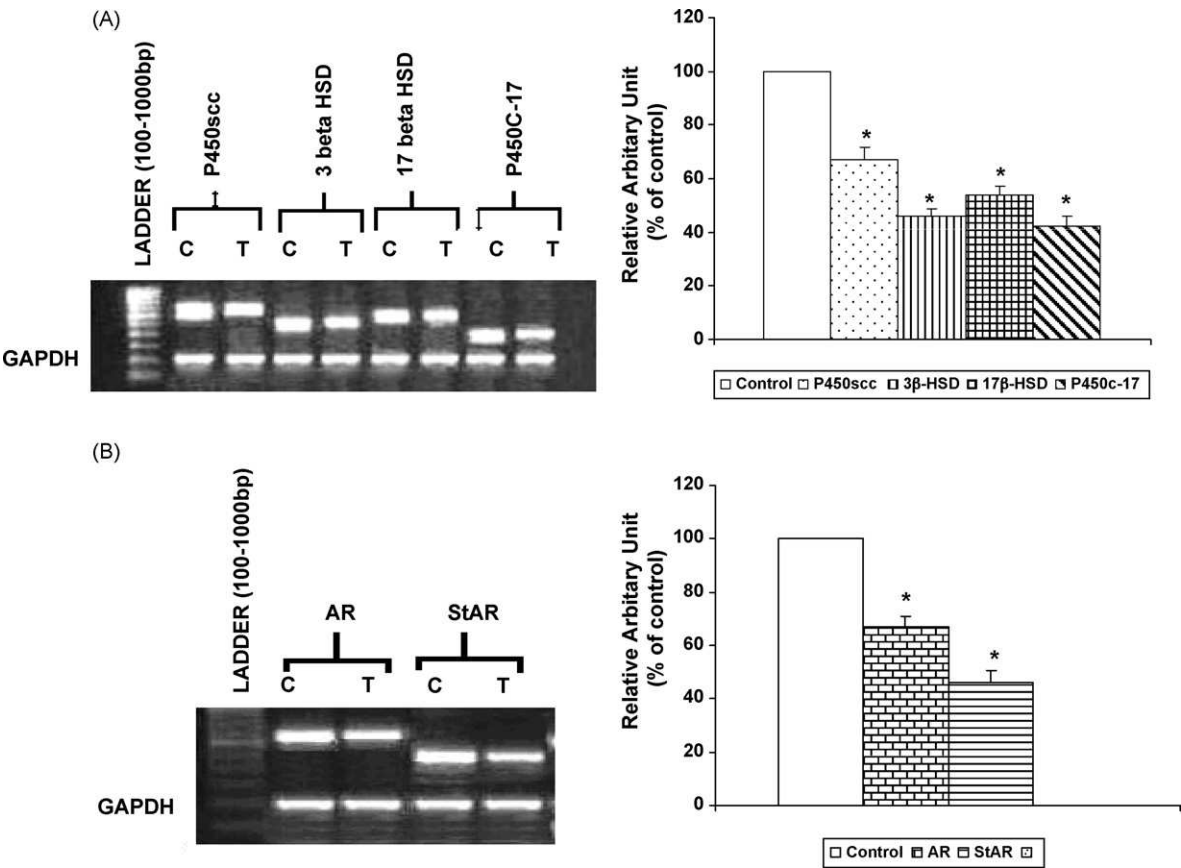 (A)
LADDER (100-1000bp)
P450scc
3 beta HSD
17 beta HSD
P450C-17
C T C T C T C T
GAPDH
Relative Arbitary Unit
(% of control)
120
100
80
60
40
20
0
*
*
*
*
Control P450scc 3β-HSD 17β-HSD P450c-17
(B)
LADDER (100-1000bp)
AR
StAR
C T C T
GAPDH
Relative Arbitary Unit
(% of control)
120
100
80
60
40
20
0
*
*
Control AR StAR